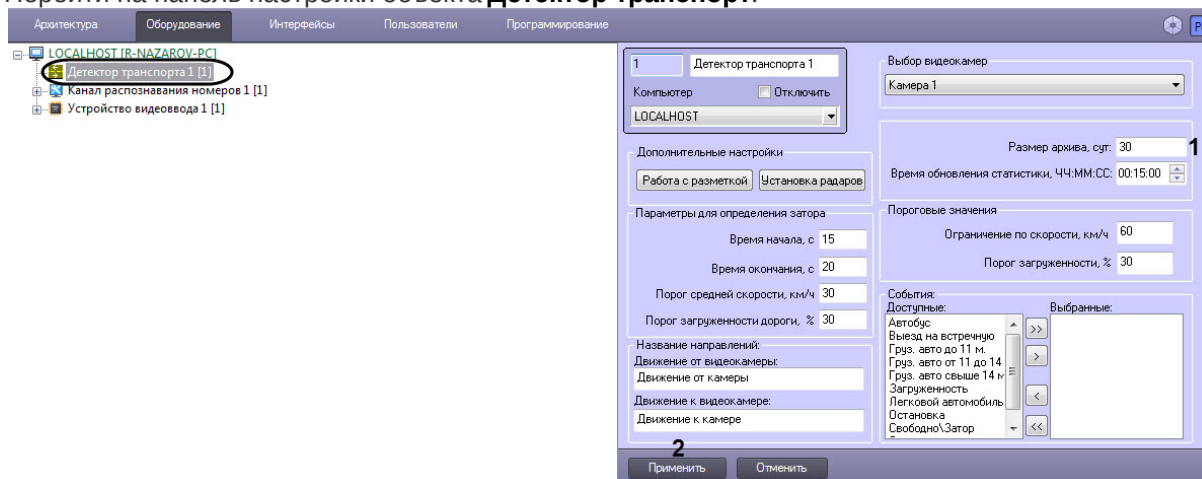 Перейти на панель настройки объекта Детектор транспорт.
Архитектура Оборудование Интерфейсы Пользователи Программирование
LOCALHOST [R-NAZAROV-PC]
Детектор транспорта 1 [1]
Канал распознавания номеров 1 [1]
Устройство видеоввода 1 [1]
1 Детектор транспорта 1
Компьютер Отключить
LOCALHOST
Выбор видеокамер
Камера 1
Размер архива, сут: 30 1
Время обновления статистики, ЧЧ:ММ:СС: 00:15:00
Дополнительные настройки
Работа с разметкой Установка радаров
Параметры для определения затора
Время начала, с 15
Время окончания, с 20
Порог средней скорости, км/ч 30
Порог загруженности дороги, % 30
Пороговые значения
Ограничение по скорости, км/ч 60
Порог загруженности, % 30
Название направлений:
Движение от видеокамеры:
Движение от камеры
Движение к видеокамере:
Движение к камере
События:
Доступные: Выбранные:
Автобус
Выезд на встречную
Груз. авто до 11 м.
Груз. авто от 11 до 14
Груз. авто свыше 14 м
Загруженность
Легковой автомобиль
Остановка
Свободно\Затор
>>
>
<
<<
2
Применить Отменить